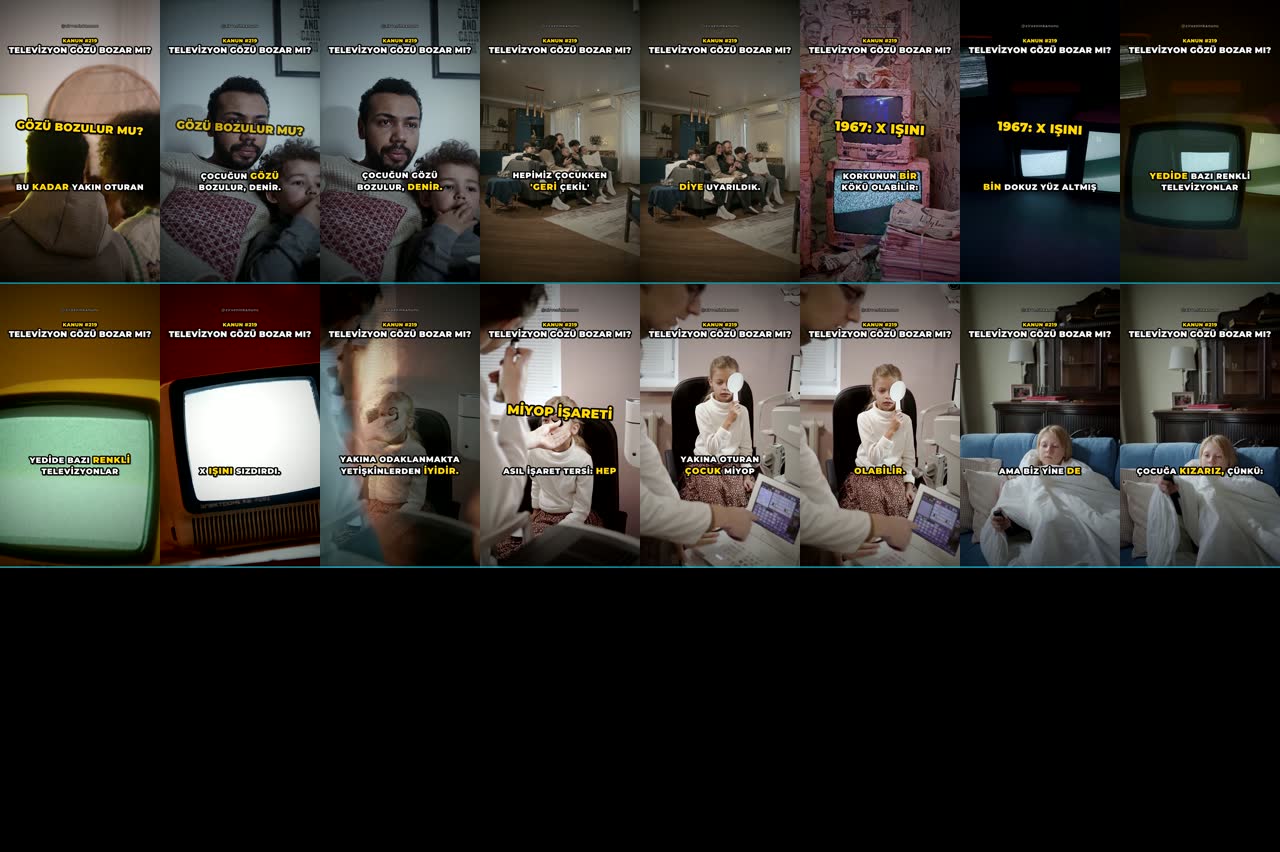 KANUN #219
TELEVİZYON GÖZÜ BOZAR MI?
GÖZÜ BOZULUR MU?
BU KADAR YAKIN OTURAN
KANUN #219
TELEVİZYON GÖZÜ BOZAR MI?
GÖZÜ BOZULUR MU?
ÇOCUĞUN GÖZÜ
BOZULUR, DENİR.
KANUN #219
TELEVİZYON GÖZÜ BOZAR MI?
ÇOCUĞUN GÖZÜ
BOZULUR, DENİR.
KANUN #219
TELEVİZYON GÖZÜ BOZAR MI?
HEPİMİZ ÇOCUKKEN
'GERİ ÇEKİL'
KANUN #219
TELEVİZYON GÖZÜ BOZAR MI?
DİYE UYARILDIK.
KANUN #219
TELEVİZYON GÖZÜ BOZAR MI?
1967: X IŞINI
KORKUNUN BİR
KÖKÜ OLABİLİR:
KANUN #219
TELEVİZYON GÖZÜ BOZAR MI?
1967: X IŞINI
BİN DOKUZ YÜZ ALTMIŞ
KANUN #219
TELEVİZYON GÖZÜ BOZAR MI?
YEDİDE BAZI RENKLİ
TELEVİZYONLAR
KANUN #219
TELEVİZYON GÖZÜ BOZAR MI?
YEDİDE BAZI RENKLİ
TELEVİZYONLAR
KANUN #219
TELEVİZYON GÖZÜ BOZAR MI?
X IŞINI SIZDIRDI.
KANUN #219
TELEVİZYON GÖZÜ BOZAR MI?
YAKINA ODAKLANMAKTA
YETİŞKİNLERDEN İYİDİR.
KANUN #219
TELEVİZYON GÖZÜ BOZAR MI?
MİYOP İŞARETİ
ASIL İŞARET TERSİ: HEP
KANUN #219
TELEVİZYON GÖZÜ BOZAR MI?
YAKINA OTURAN
ÇOCUK MİYOP
KANUN #219
TELEVİZYON GÖZÜ BOZAR MI?
OLABİLİR.
KANUN #219
TELEVİZYON GÖZÜ BOZAR MI?
AMA BİZ YİNE DE
KANUN #219
TELEVİZYON GÖZÜ BOZAR MI?
ÇOCUĞA KIZARIZ, ÇÜNKÜ: